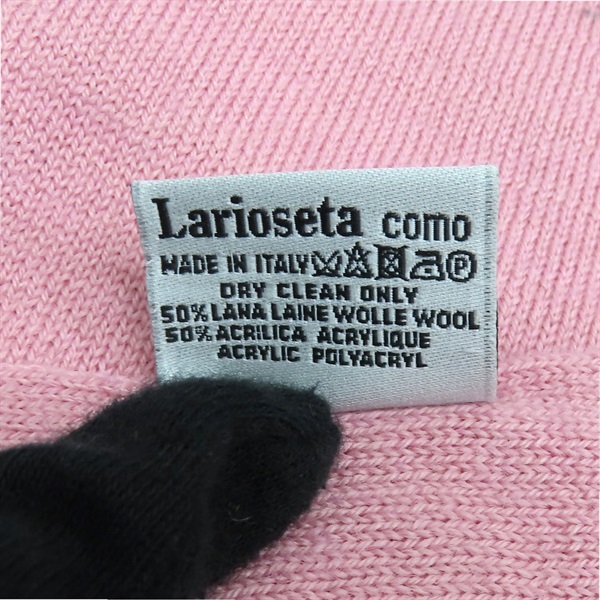 Larioseta como
MADE IN ITALY
DRY CLEAN ONLY
50% LANA LAINE WOLLE WOOL
50% ACRILICA ACRYLIQUE
ACRYLIC POLYACRYL